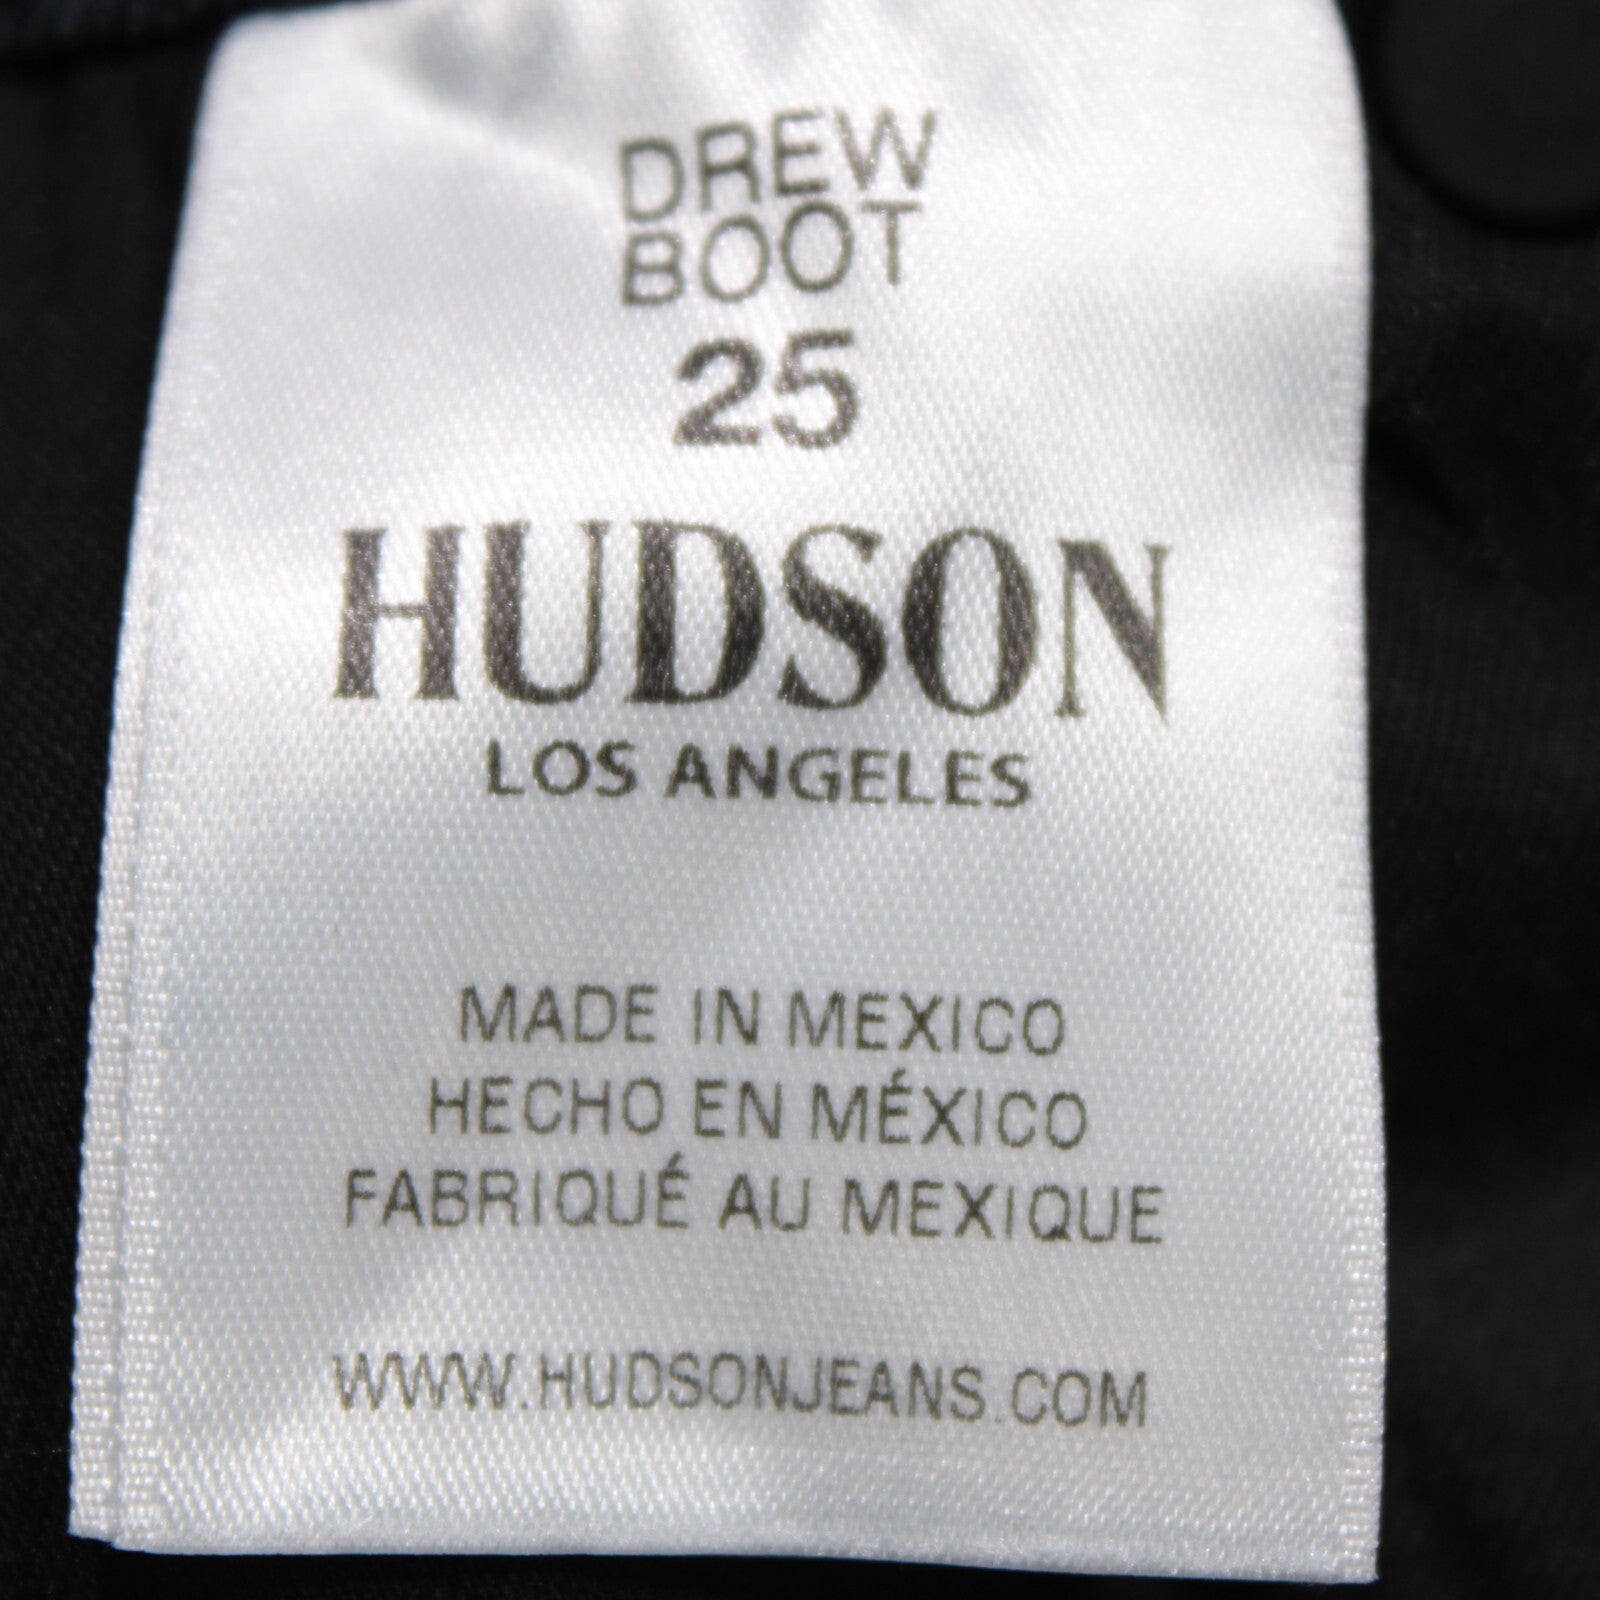 DREW
BOOT
25
HUDSON
LOS ANGELES
MADE IN MEXICO
HECHO EN MÉXICO
FABRIQUÉ AU MEXIQUE
WWW.HUDSONJEANS.COM